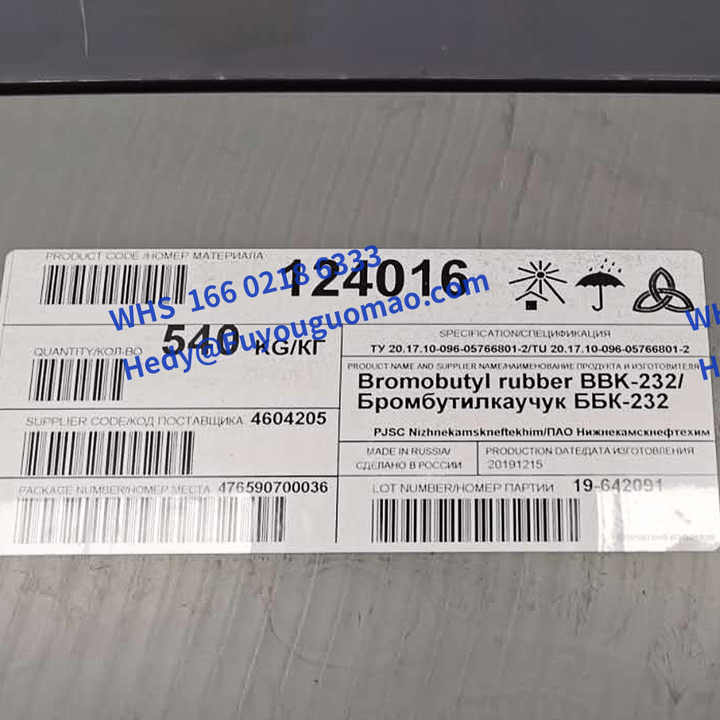 PRODUCT CODE /НОМЕР МАТЕРИАЛА
124016
WHS 166 0218 6333
Hedy@Fuyouguomao.com
WHS
QUANTITY/КОЛ-ВО 540 KG/КГ
SPECIFICATION/СПЕЦИФИКАЦИЯ
ТУ 20.17.10-096-05766801-2/TU 20.17.10-096-05766801-2
PRODUCT NAME AND SUPPLIER NAME/НАИМЕНОВАНИЕ ПРОДУКТА И ИЗГОТОВИТЕЛЯ
Bromobutyl rubber BBK-232/
Бромбутилкаучук ББК-232
PJSC Nizhnekamskneftekhim/ПАО Нижнекамскнефтехим
SUPPLIER CODE/КОД ПОСТАВЩИКА 4604205
MADE IN RUSSIA/
СДЕЛАНО В РОССИИ
PRODUCTION DATE/ДАТА ИЗГОТОВЛЕНИЯ
20191215
PACKAGE NUMBER/НОМЕР МЕСТА 476590700036
LOT NUMBER/НОМЕР ПАРТИИ 19-642091